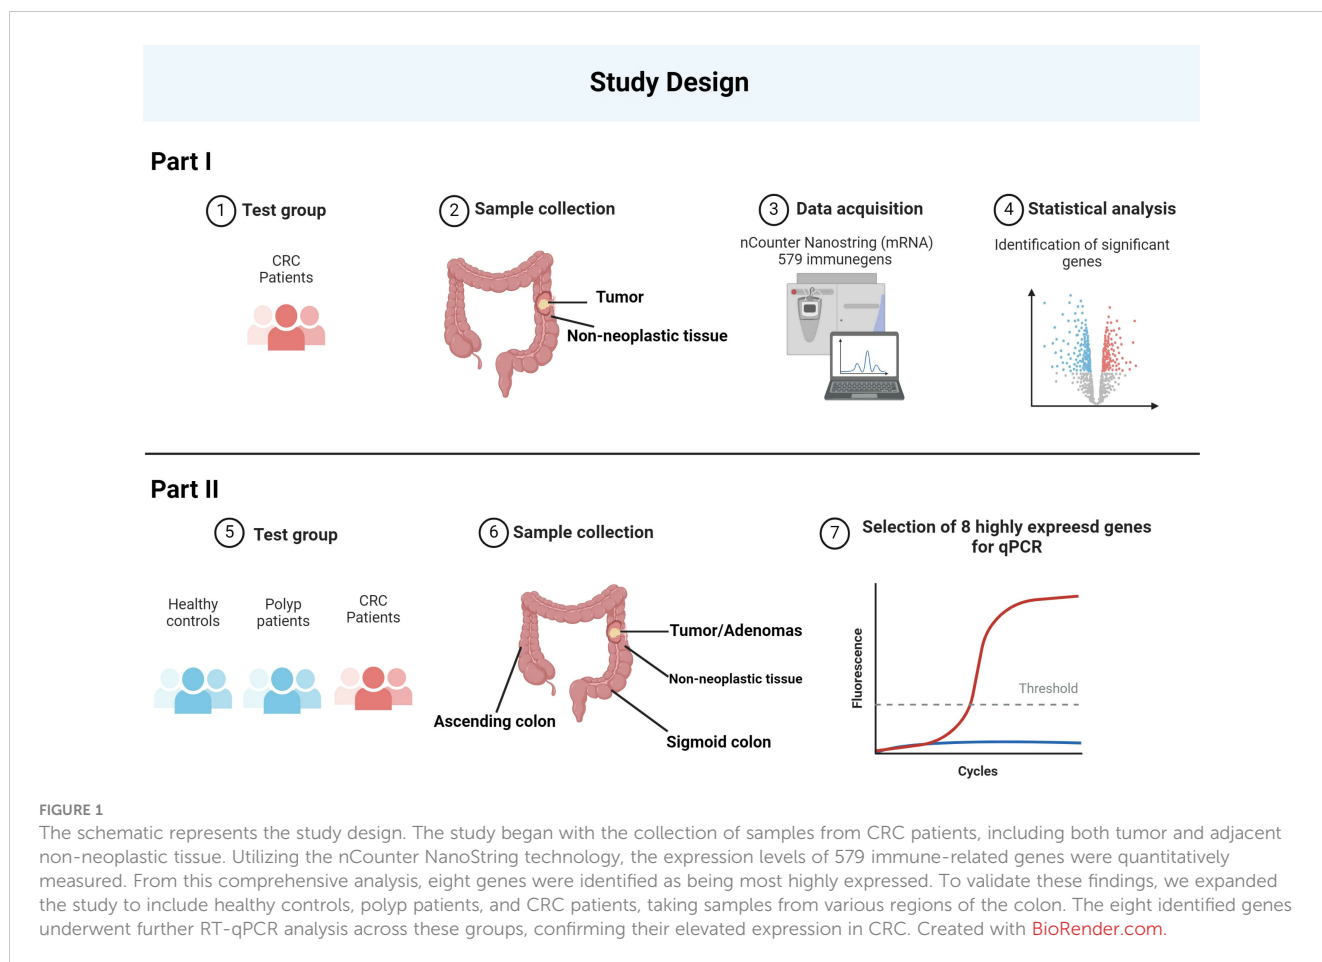 Study Design
Part I
1 Test group
CRC
Patients
2 Sample collection
Tumor
Non-neoplastic tissue
3 Data acquisition
nCounter Nanostring (mRNA)
579 immunegens
4 Statistical analysis
Identification of significant
genes
Part II
5 Test group
Healthy
controls
Polyp
patients
CRC
Patients
6 Sample collection
Tumor/Adenomas
Non-neoplastic tissue
Ascending colon
Sigmoid colon
7 Selection of 8 highly expreesd genes
for qPCR
Fluorescence
Threshold
Cycles
FIGURE 1
The schematic represents the study design. The study began with the collection of samples from CRC patients, including both tumor and adjacent
non-neoplastic tissue. Utilizing the nCounter NanoString technology, the expression levels of 579 immune-related genes were quantitatively
measured. From this comprehensive analysis, eight genes were identified as being most highly expressed. To validate these findings, we expanded
the study to include healthy controls, polyp patients, and CRC patients, taking samples from various regions of the colon. The eight identified genes
underwent further RT-qPCR analysis across these groups, confirming their elevated expression in CRC. Created with BioRender.com.